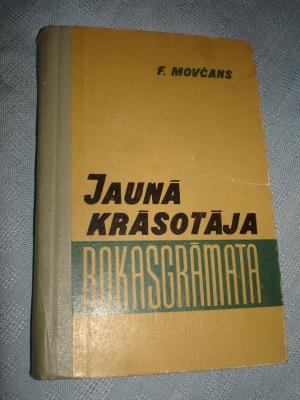 F. MOVČANS
JAUNĀ
KRĀSOTĀJA
ROKASGRĀMATA